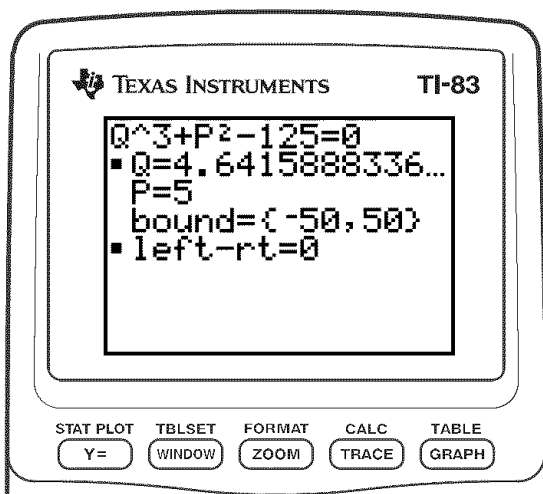 TEXAS INSTRUMENTS TI-83
Q^3+P²-125=0
▪Q=4.6415888336…
P=5
bound={-50,50}
▪left-rt=0
STAT PLOT TBLSET FORMAT CALC TABLE
Y= WINDOW ZOOM TRACE GRAPH